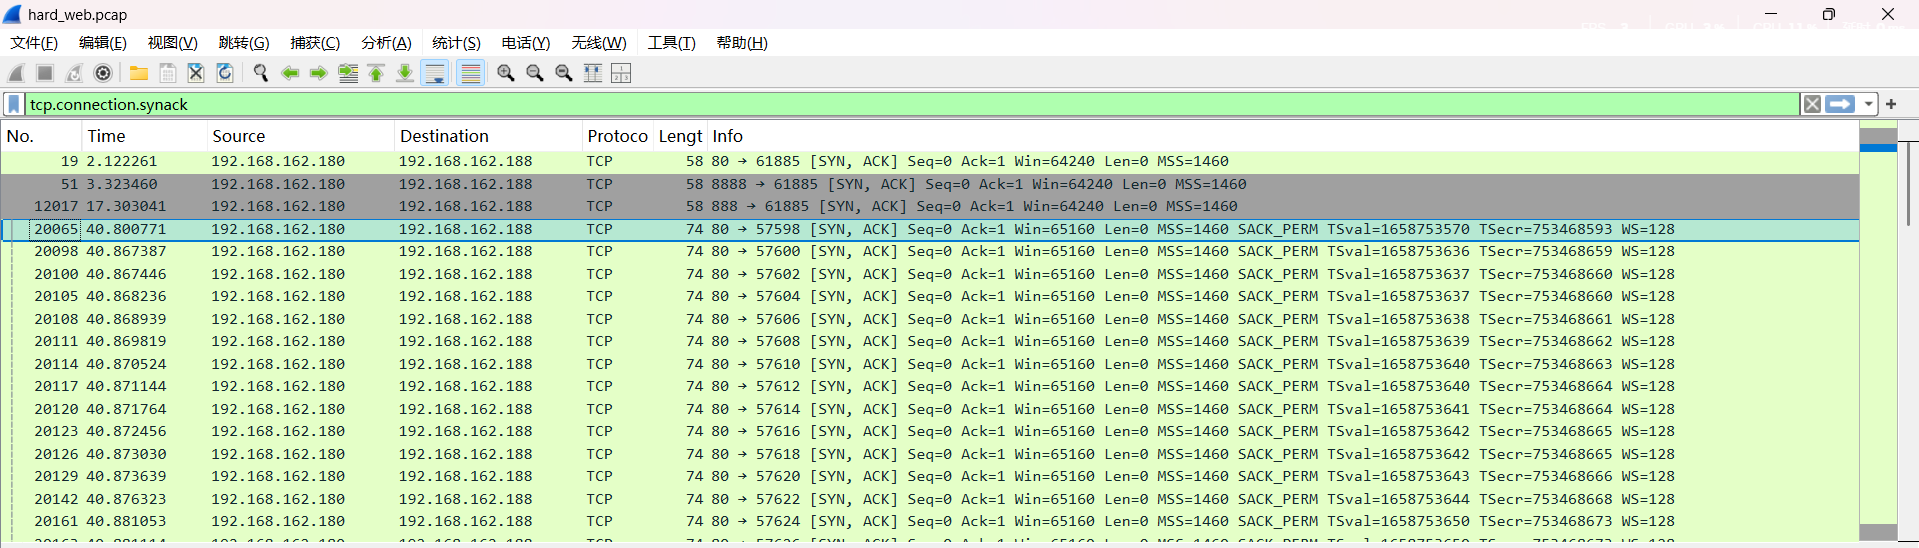 hard_web.pcap
文件(F) 编辑(E) 视图(V) 跳转(G) 捕获(C) 分析(A) 统计(S) 电话(Y) 无线(W) 工具(T) 帮助(H)
tcp.connection.synack
No. Time Source Destination Protoco Lengt Info
19 2.122261 192.168.162.180 192.168.162.188 TCP 58 80 → 61885 [SYN, ACK] Seq=0 Ack=1 Win=64240 Len=0 MSS=1460
51 3.323460 192.168.162.180 192.168.162.188 TCP 58 8888 → 61885 [SYN, ACK] Seq=0 Ack=1 Win=64240 Len=0 MSS=1460
12017 17.303041 192.168.162.180 192.168.162.188 TCP 58 888 → 61885 [SYN, ACK] Seq=0 Ack=1 Win=64240 Len=0 MSS=1460
20065 40.800771 192.168.162.180 192.168.162.188 TCP 74 80 → 57598 [SYN, ACK] Seq=0 Ack=1 Win=65160 Len=0 MSS=1460 SACK_PERM TSval=1658753570 TSecr=753468593 WS=128
20098 40.867387 192.168.162.180 192.168.162.188 TCP 74 80 → 57600 [SYN, ACK] Seq=0 Ack=1 Win=65160 Len=0 MSS=1460 SACK_PERM TSval=1658753636 TSecr=753468659 WS=128
20100 40.867446 192.168.162.180 192.168.162.188 TCP 74 80 → 57602 [SYN, ACK] Seq=0 Ack=1 Win=65160 Len=0 MSS=1460 SACK_PERM TSval=1658753637 TSecr=753468660 WS=128
20105 40.868236 192.168.162.180 192.168.162.188 TCP 74 80 → 57604 [SYN, ACK] Seq=0 Ack=1 Win=65160 Len=0 MSS=1460 SACK_PERM TSval=1658753637 TSecr=753468660 WS=128
20108 40.868939 192.168.162.180 192.168.162.188 TCP 74 80 → 57606 [SYN, ACK] Seq=0 Ack=1 Win=65160 Len=0 MSS=1460 SACK_PERM TSval=1658753638 TSecr=753468661 WS=128
20111 40.869819 192.168.162.180 192.168.162.188 TCP 74 80 → 57608 [SYN, ACK] Seq=0 Ack=1 Win=65160 Len=0 MSS=1460 SACK_PERM TSval=1658753639 TSecr=753468662 WS=128
20114 40.870524 192.168.162.180 192.168.162.188 TCP 74 80 → 57610 [SYN, ACK] Seq=0 Ack=1 Win=65160 Len=0 MSS=1460 SACK_PERM TSval=1658753640 TSecr=753468663 WS=128
20117 40.871144 192.168.162.180 192.168.162.188 TCP 74 80 → 57612 [SYN, ACK] Seq=0 Ack=1 Win=65160 Len=0 MSS=1460 SACK_PERM TSval=1658753640 TSecr=753468664 WS=128
20120 40.871764 192.168.162.180 192.168.162.188 TCP 74 80 → 57614 [SYN, ACK] Seq=0 Ack=1 Win=65160 Len=0 MSS=1460 SACK_PERM TSval=1658753641 TSecr=753468664 WS=128
20123 40.872456 192.168.162.180 192.168.162.188 TCP 74 80 → 57616 [SYN, ACK] Seq=0 Ack=1 Win=65160 Len=0 MSS=1460 SACK_PERM TSval=1658753642 TSecr=753468665 WS=128
20126 40.873030 192.168.162.180 192.168.162.188 TCP 74 80 → 57618 [SYN, ACK] Seq=0 Ack=1 Win=65160 Len=0 MSS=1460 SACK_PERM TSval=1658753642 TSecr=753468665 WS=128
20129 40.873639 192.168.162.180 192.168.162.188 TCP 74 80 → 57620 [SYN, ACK] Seq=0 Ack=1 Win=65160 Len=0 MSS=1460 SACK_PERM TSval=1658753643 TSecr=753468666 WS=128
20142 40.876323 192.168.162.180 192.168.162.188 TCP 74 80 → 57622 [SYN, ACK] Seq=0 Ack=1 Win=65160 Len=0 MSS=1460 SACK_PERM TSval=1658753644 TSecr=753468668 WS=128
20161 40.881053 192.168.162.180 192.168.162.188 TCP 74 80 → 57624 [SYN, ACK] Seq=0 Ack=1 Win=65160 Len=0 MSS=1460 SACK_PERM TSval=1658753650 TSecr=753468673 WS=128